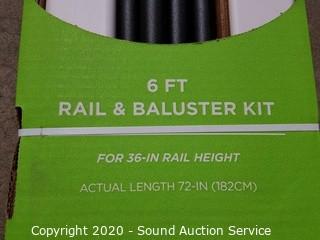 6 FT
RAIL & BALUSTER KIT
FOR 36-IN RAIL HEIGHT
ACTUAL LENGTH 72-IN (182CM)
Copyright 2020 - Sound Auction Service